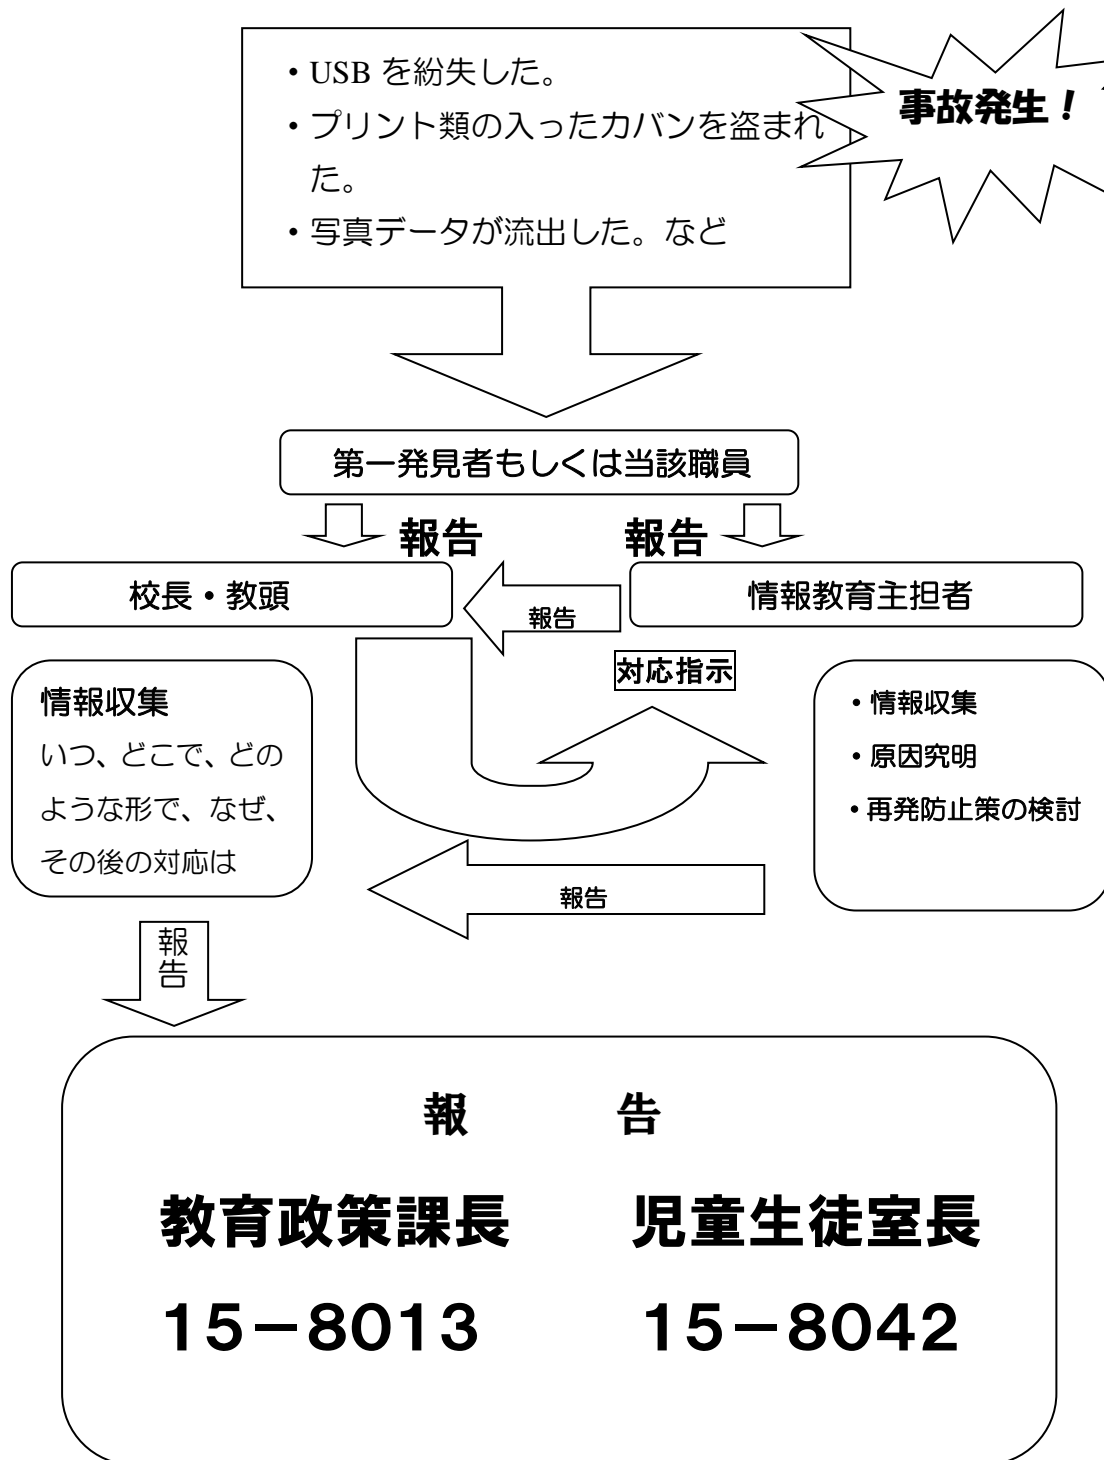 ・USB を紛失した。
・プリント類の入ったカバンを盗まれ
た。
・写真データが流出した。など
事故発生！
第一発見者もしくは当該職員
報告
報告
校長・教頭
報告
情報教育主担者
対応指示
情報収集
いつ、どこで、どの
ような形で、なぜ、
その後の対応は
・情報収集
・原因究明
・再発防止策の検討
報告
報告
報　告
教育政策課長　児童生徒室長
１５－８０１３　１５－８０４２